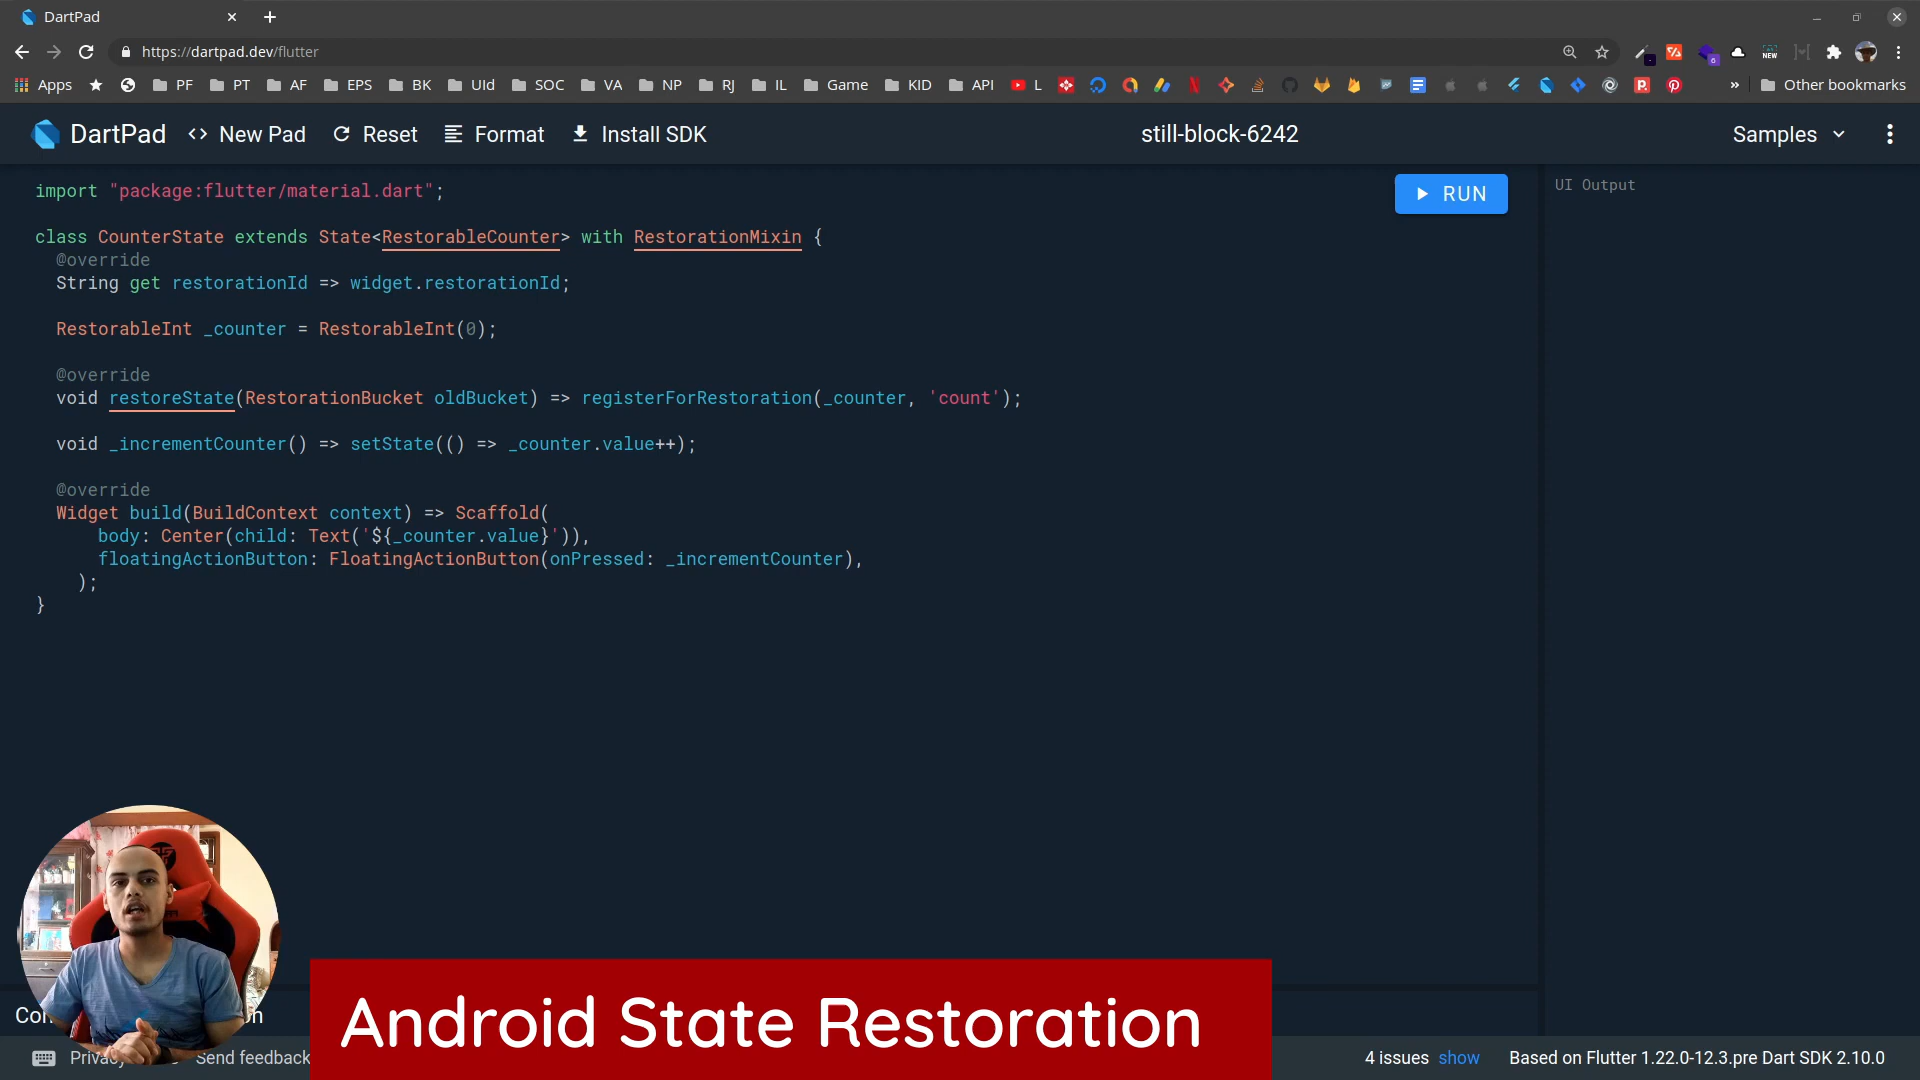 DartPad
https://dartpad.dev/flutter
Apps PF PT AF EPS BK UId SOC VA NP RJ IL Game KID API L » Other bookmarks
DartPad <> New Pad Reset Format Install SDK still-block-6242 Samples
import "package:flutter/material.dart";
RUN
UI Output
class CounterState extends State<RestorableCounter> with RestorationMixin {
@override
String get restorationId => widget.restorationId;
RestorableInt _counter = RestorableInt(0);
@override
void restoreState(RestorationBucket oldBucket) => registerForRestoration(_counter, 'count');
void _incrementCounter() => setState(() => _counter.value++);
@override
Widget build(BuildContext context) => Scaffold(
body: Center(child: Text('${_counter.value}')),
floatingActionButton: FloatingActionButton(onPressed: _incrementCounter),
);
}
Android State Restoration
Send feedback
4 issues show Based on Flutter 1.22.0-12.3.pre Dart SDK 2.10.0